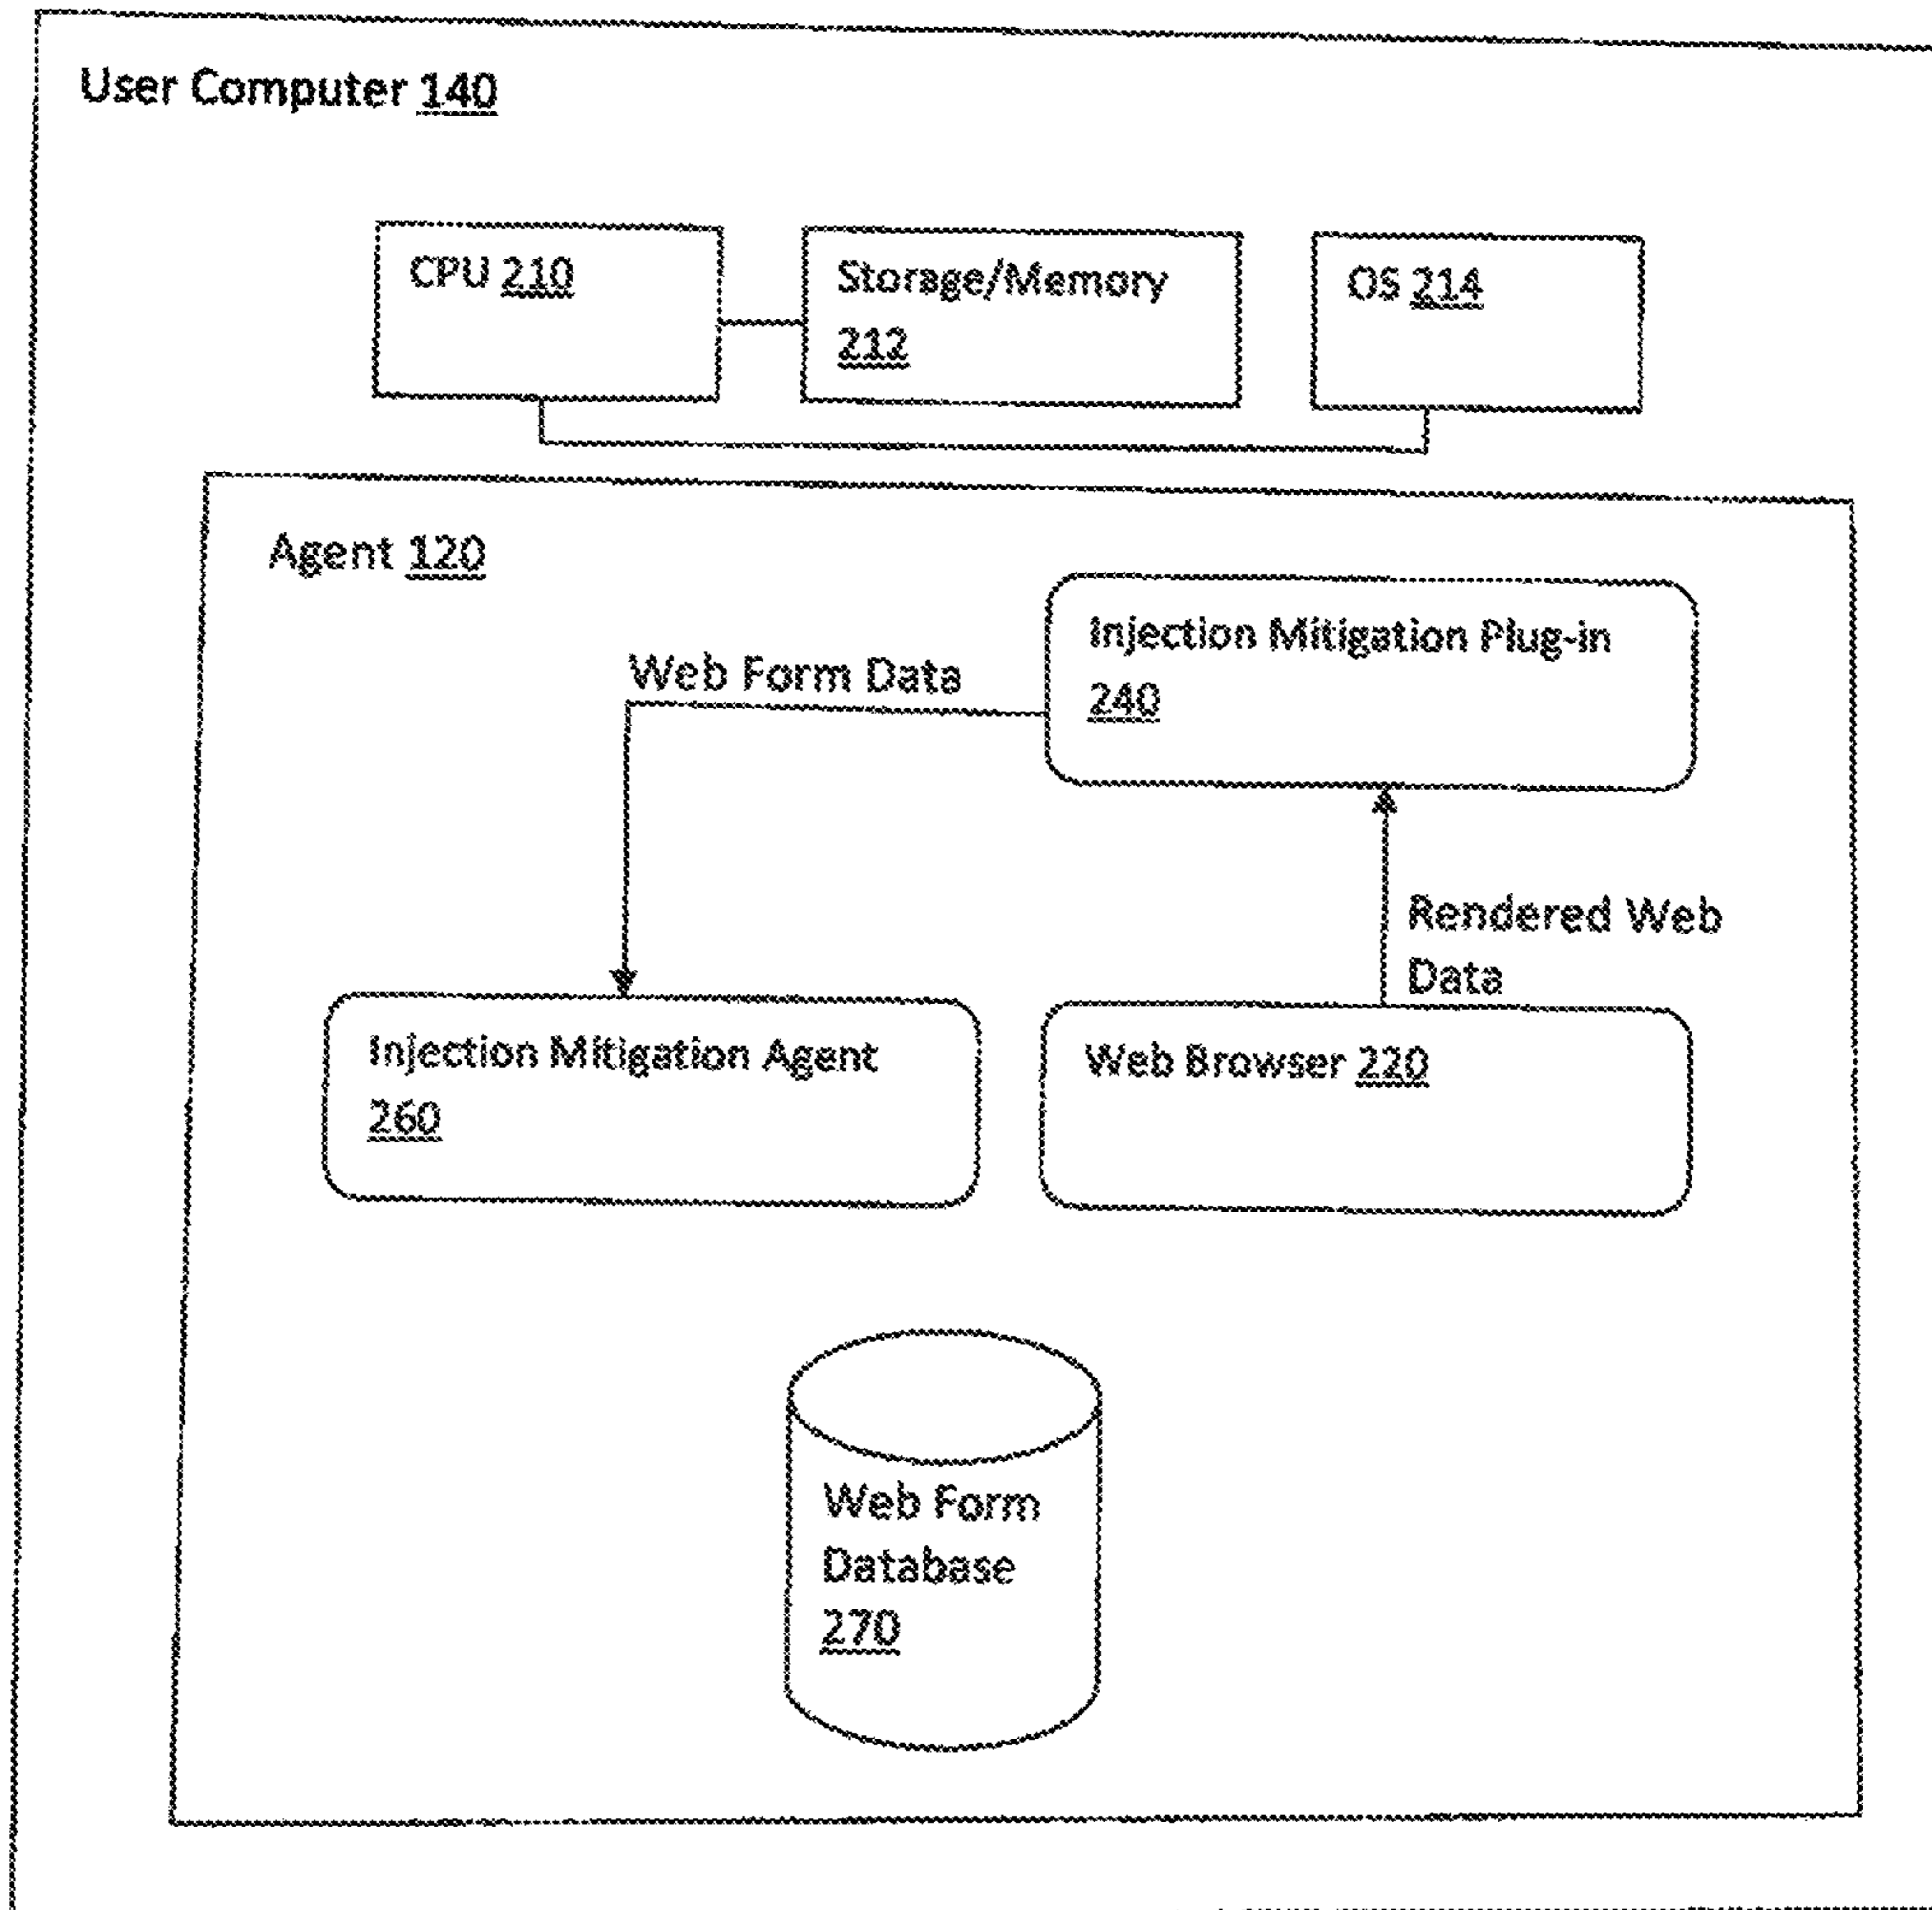 User Computer 140
CPU 210
Storage/Memory
212
OS 214
Agent 120
Injection Mitigation Plug-in
240
Web Form Data
Rendered Web
Data
Injection Mitigation Agent
260
Web Browser 220
Web Form
Database
270